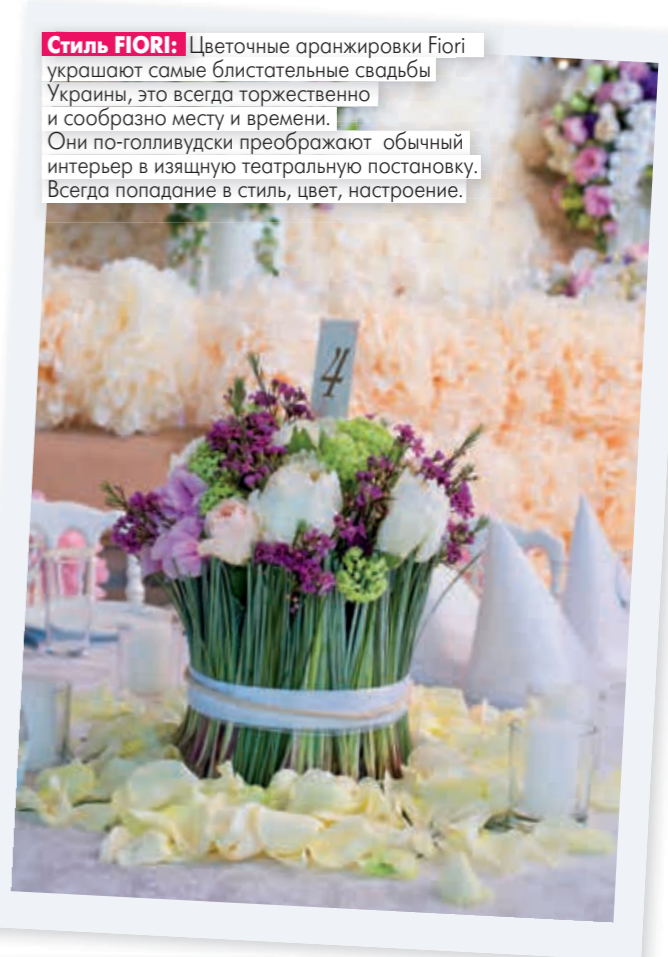 Стиль FIORI: Цветочные аранжировки Fiori
украшают самые блистательные свадьбы
Украины, это всегда торжественно
и сообразно месту и времени.
Они по-голливудски преображают обычный
интерьер в изящную театральную постановку.
Всегда попадание в стиль, цвет, настроение.
4